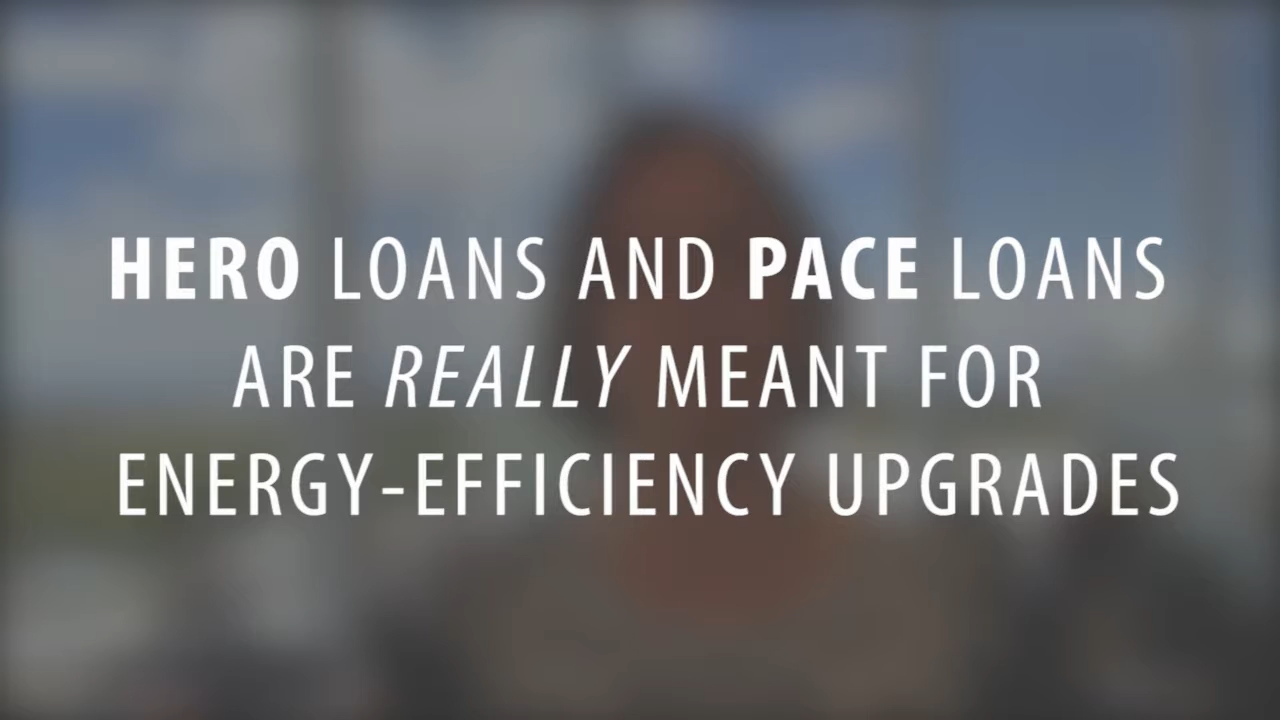 HERO LOANS AND PACE LOANS
ARE REALLY MEANT FOR
ENERGY-EFFICIENCY UPGRADES